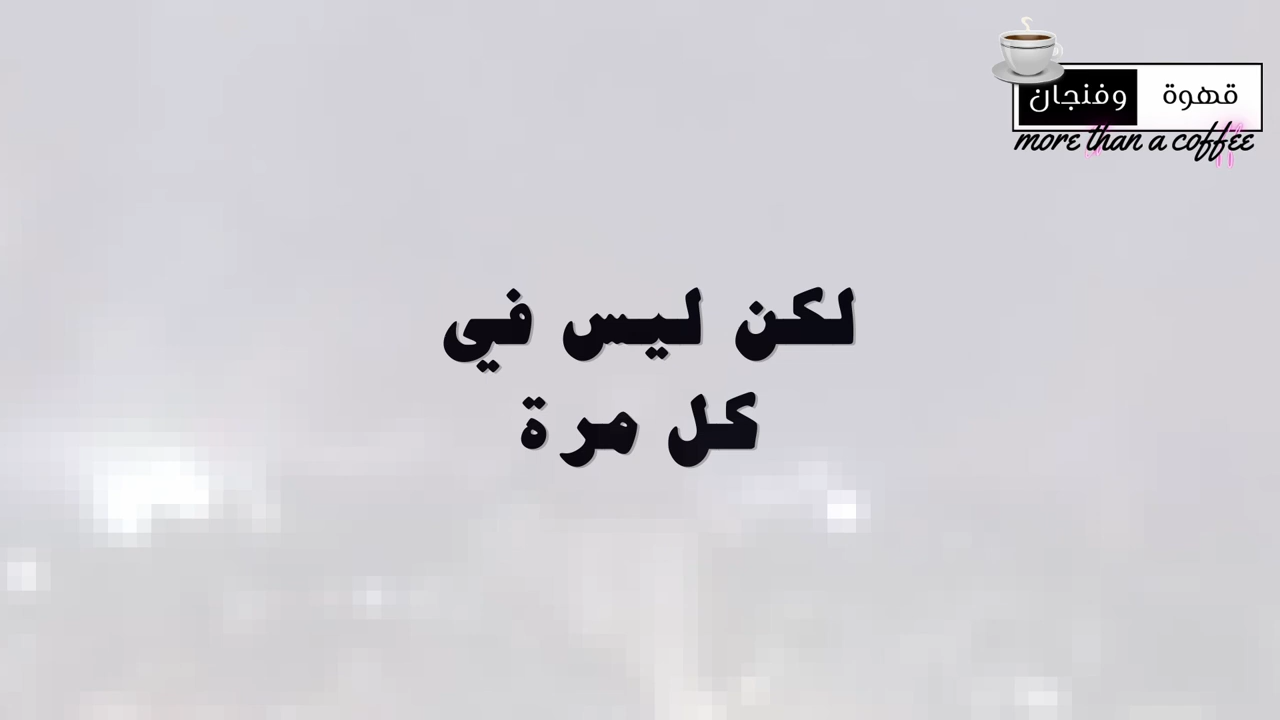 قهوة وفنجان
more than a coffee
لكن ليس في
كل مرة